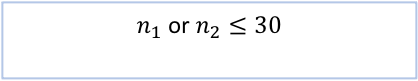 n₁ or n₂ ≤ 30